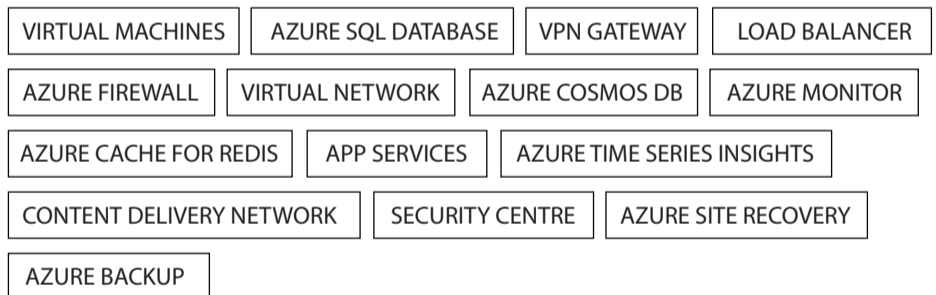 VIRTUAL MACHINES AZURE SQL DATABASE VPN GATEWAY LOAD BALANCER
AZURE FIREWALL VIRTUAL NETWORK AZURE COSMOS DB AZURE MONITOR
AZURE CACHE FOR REDIS APP SERVICES AZURE TIME SERIES INSIGHTS
CONTENT DELIVERY NETWORK SECURITY CENTRE AZURE SITE RECOVERY
AZURE BACKUP